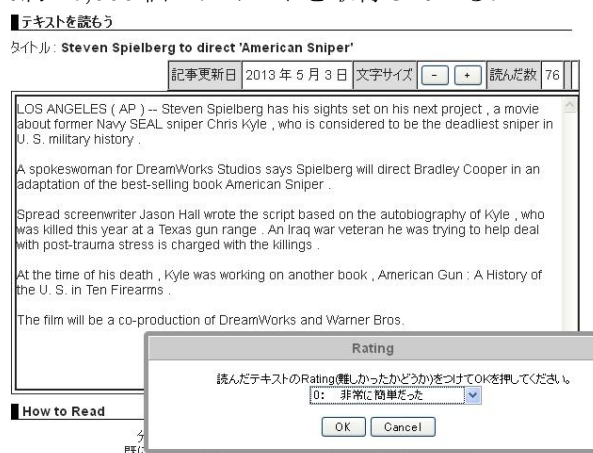 テキストを読もう
タイトル : Steven Spielberg to direct 'American Sniper'
記事更新日 2013 年 5 月 3 日 文字サイズ - + 読んだ数 76
LOS ANGELES ( AP ) -- Steven Spielberg has his sights set on his next project , a movie
about former Navy SEAL sniper Chris Kyle , who is considered to be the deadliest sniper in
U. S. military history .
A spokeswoman for DreamWorks Studios says Spielberg will direct Bradley Cooper in an
adaptation of the best-selling book American Sniper .
Spread screenwriter Jason Hall wrote the script based on the autobiography of Kyle , who
was killed this year at a Texas gun range . An Iraq war veteran he was trying to help deal
with post-trauma stress is charged with the killings .
At the time of his death , Kyle was working on another book , American Gun : A History of
the U. S. in Ten Firearms .
The film will be a co-production of DreamWorks and Warner Bros.
Rating
読んだテキストのRating(難しかったかどうか)をつけてOKを押してください。
0: 非常に簡単だった
OK Cancel
How to Read